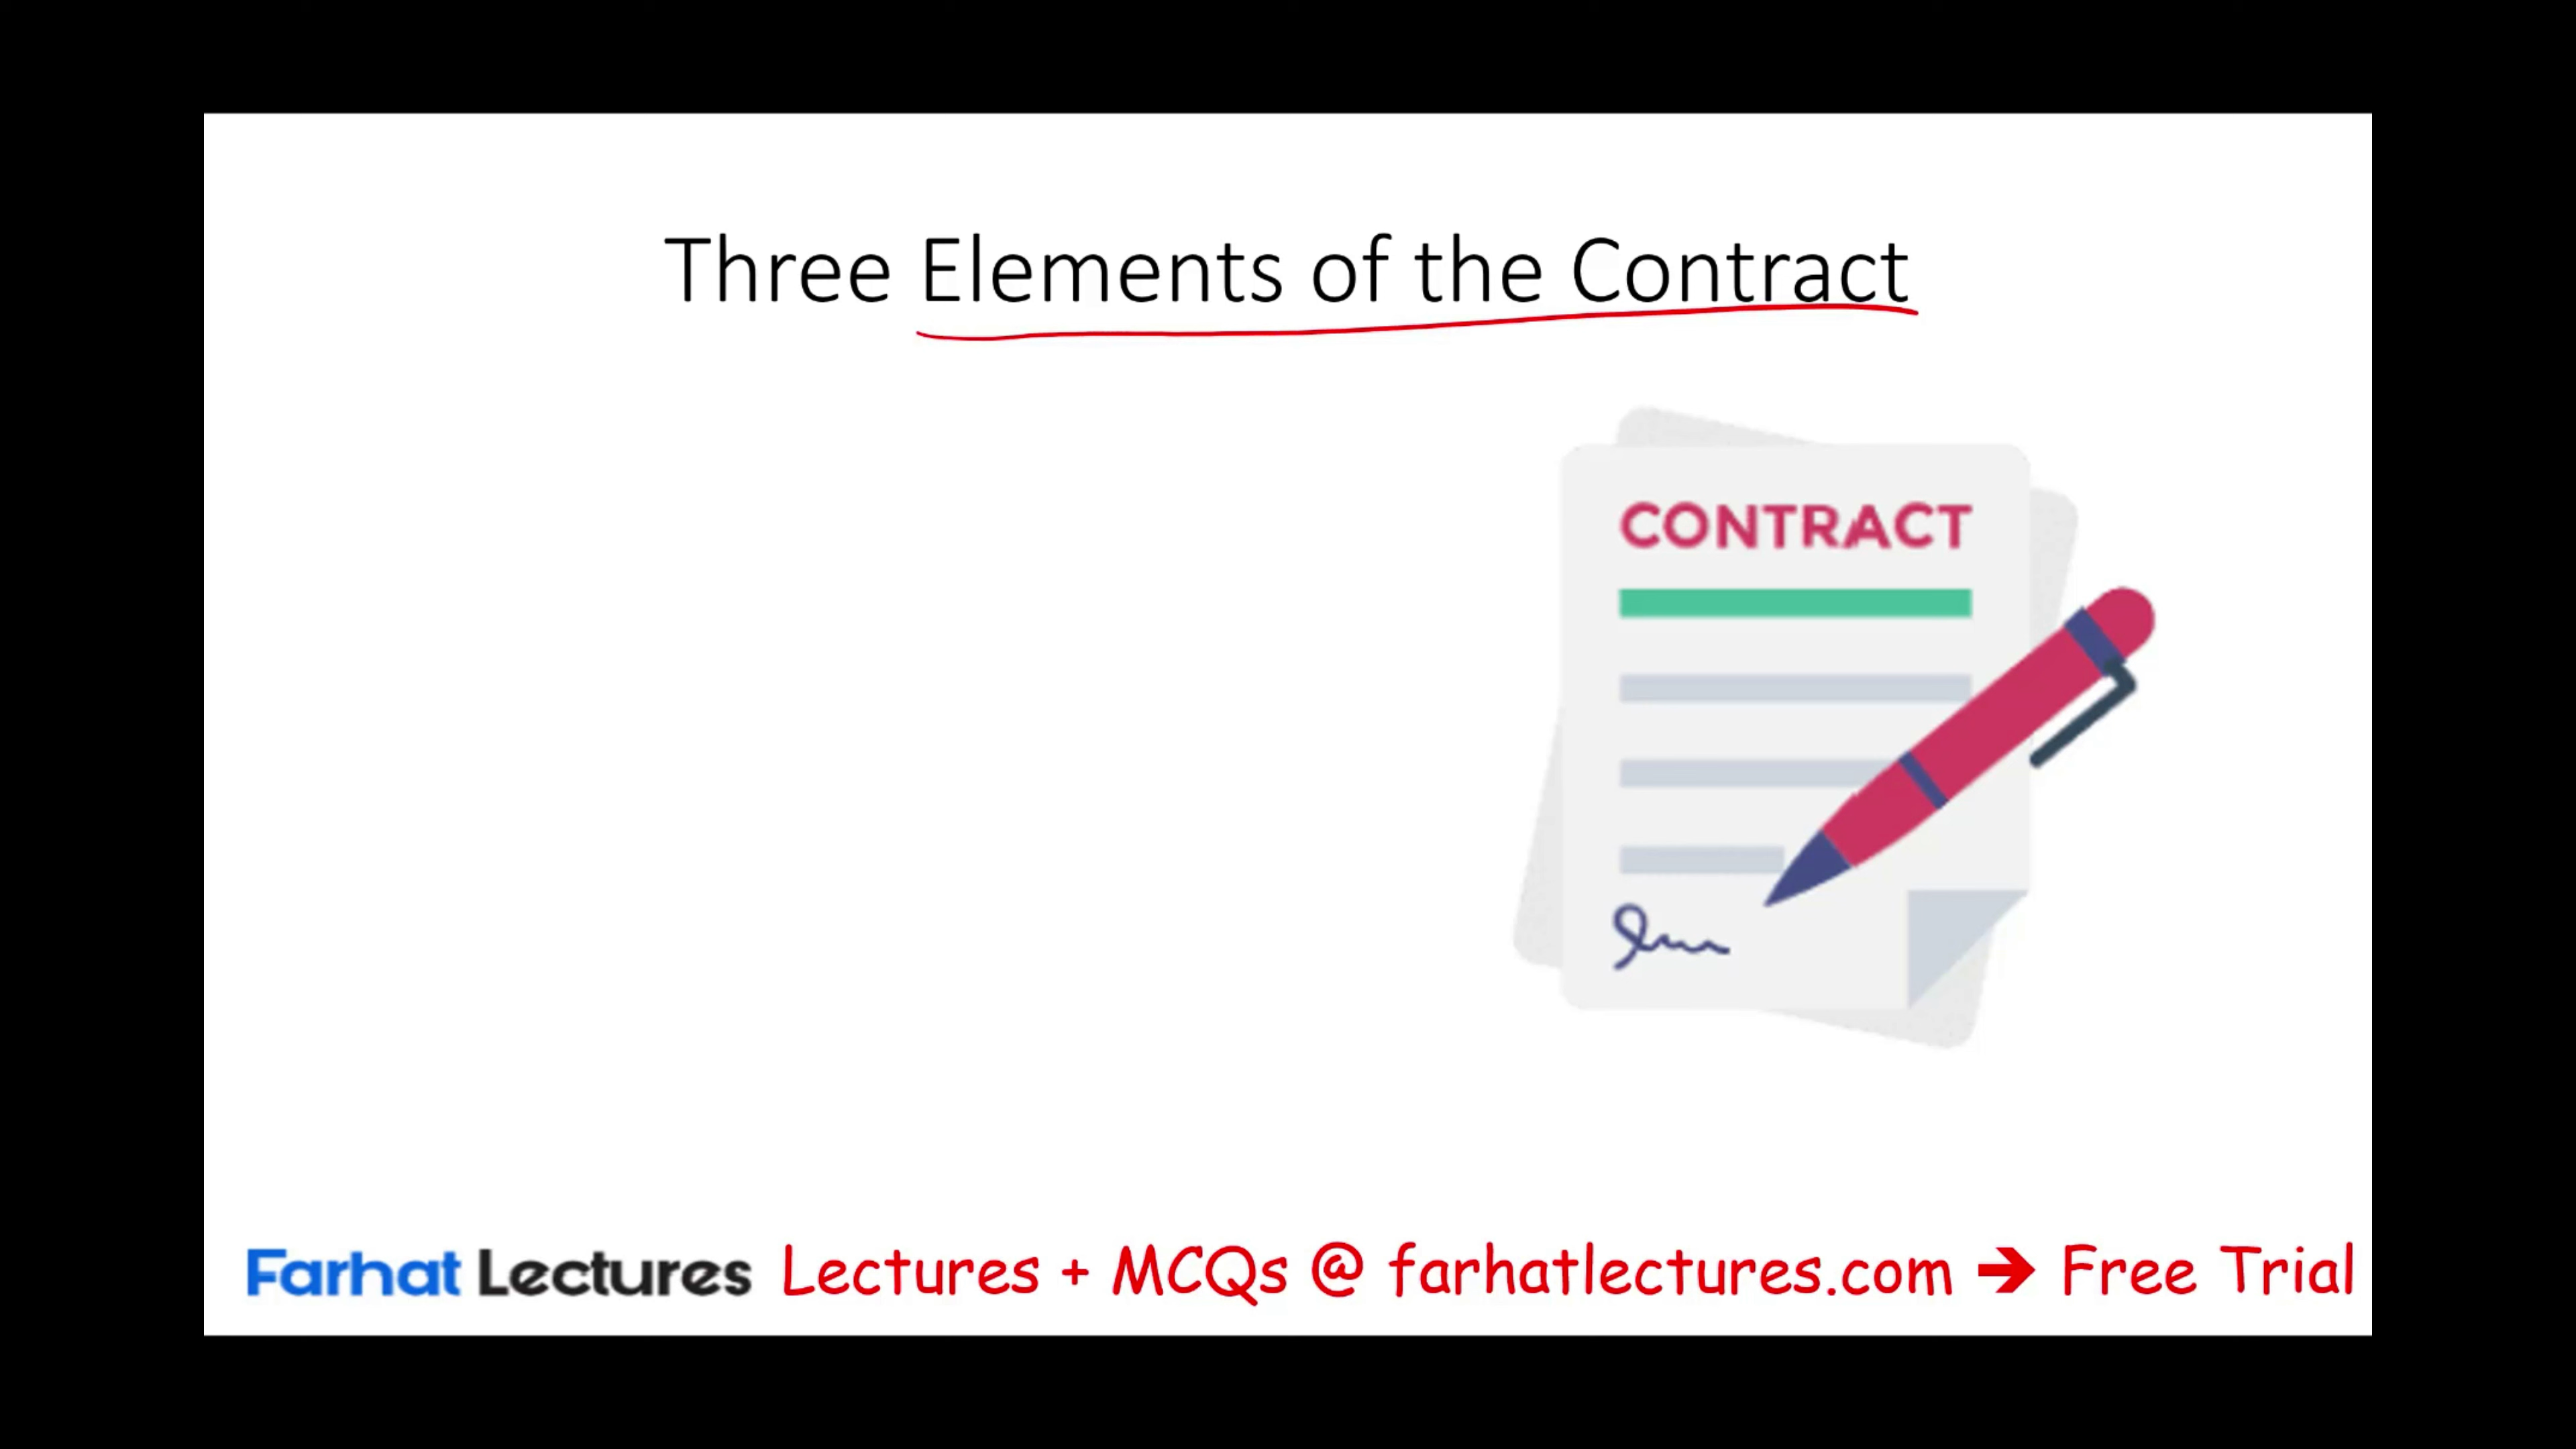 Three Elements of the Contract
CONTRACT
Farhat Lectures Lectures + MCQs @ farhatlectures.com ➔ Free Trial